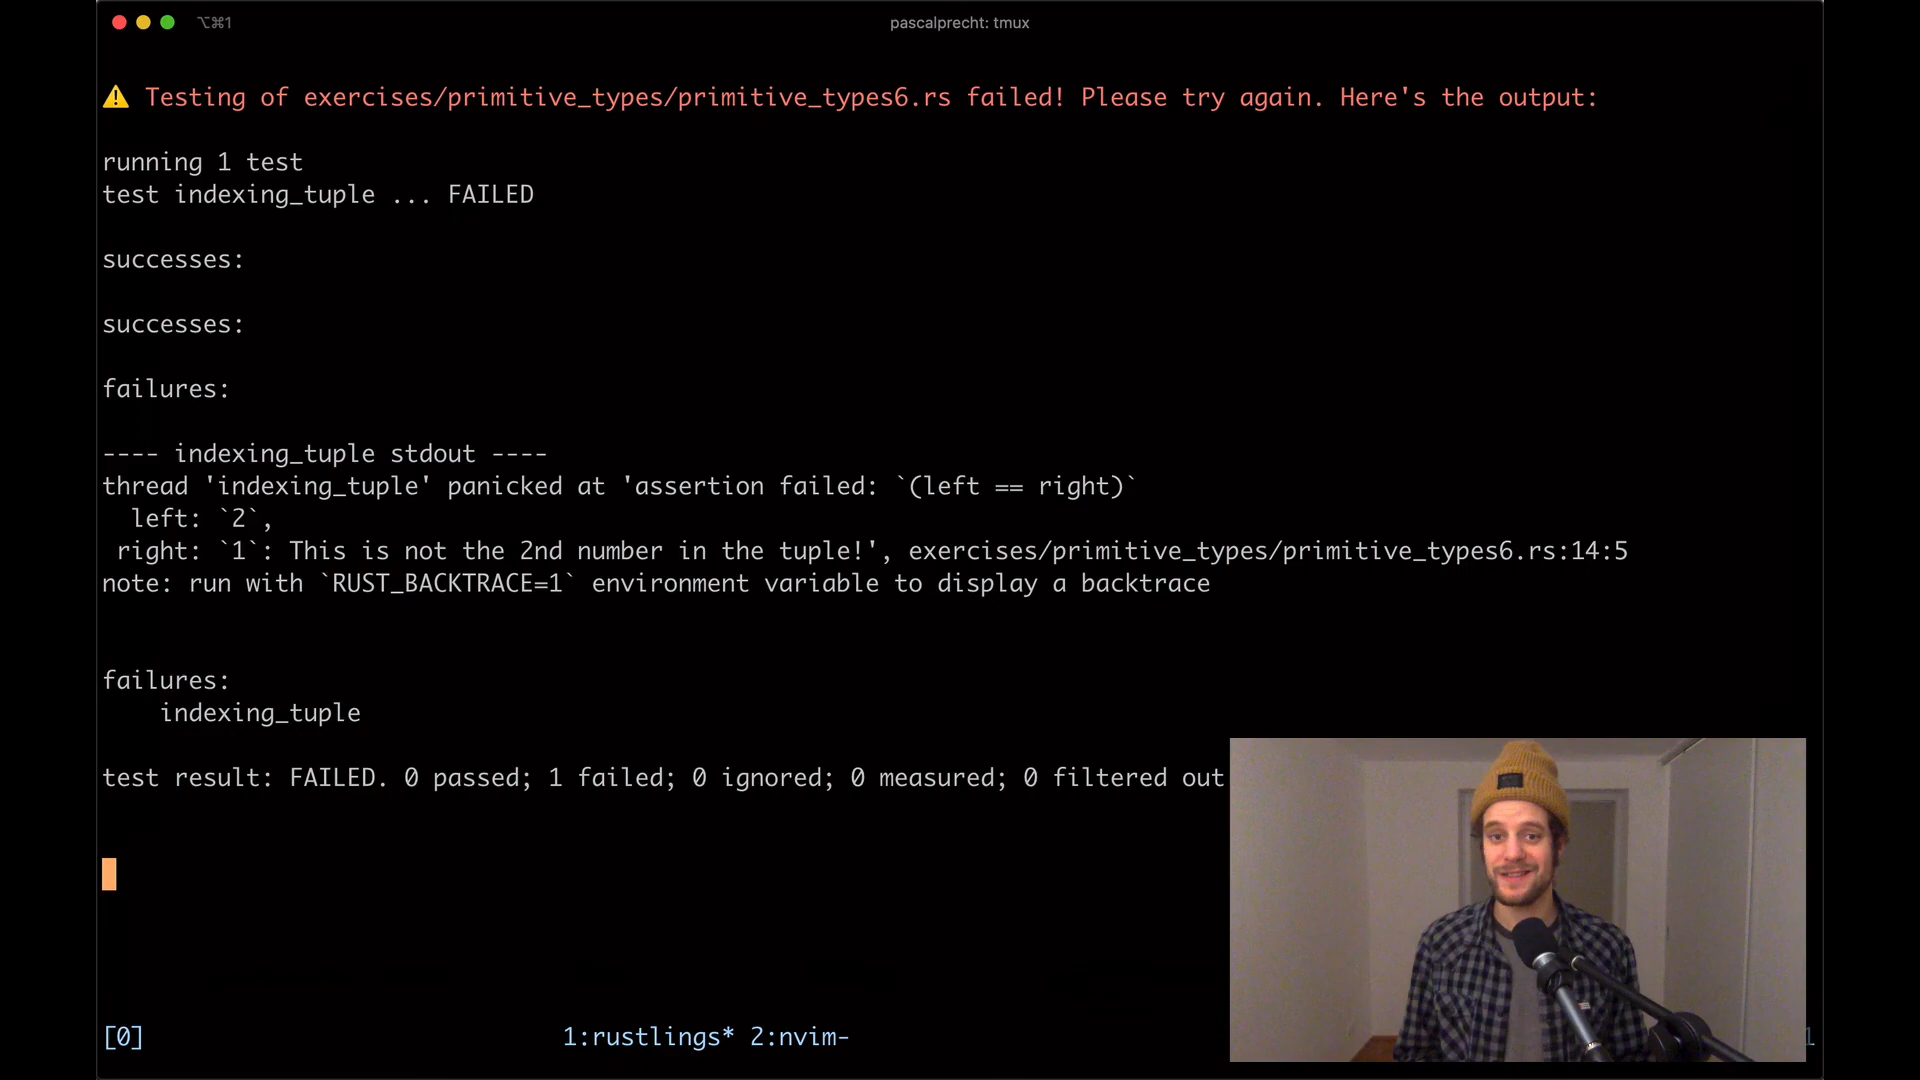 ⌥⌘1
pascalprecht: tmux
⚠ Testing of exercises/primitive_types/primitive_types6.rs failed! Please try again. Here's the output:
running 1 test
test indexing_tuple ... FAILED
successes:
successes:
failures:
---- indexing_tuple stdout ----
thread 'indexing_tuple' panicked at 'assertion failed: `(left == right)`
  left: `2`,
 right: `1`: This is not the 2nd number in the tuple!', exercises/primitive_types/primitive_types6.rs:14:5
note: run with `RUST_BACKTRACE=1` environment variable to display a backtrace
failures:
    indexing_tuple
test result: FAILED. 0 passed; 1 failed; 0 ignored; 0 measured; 0 filtered out
[0] 1:rustlings* 2:nvim-